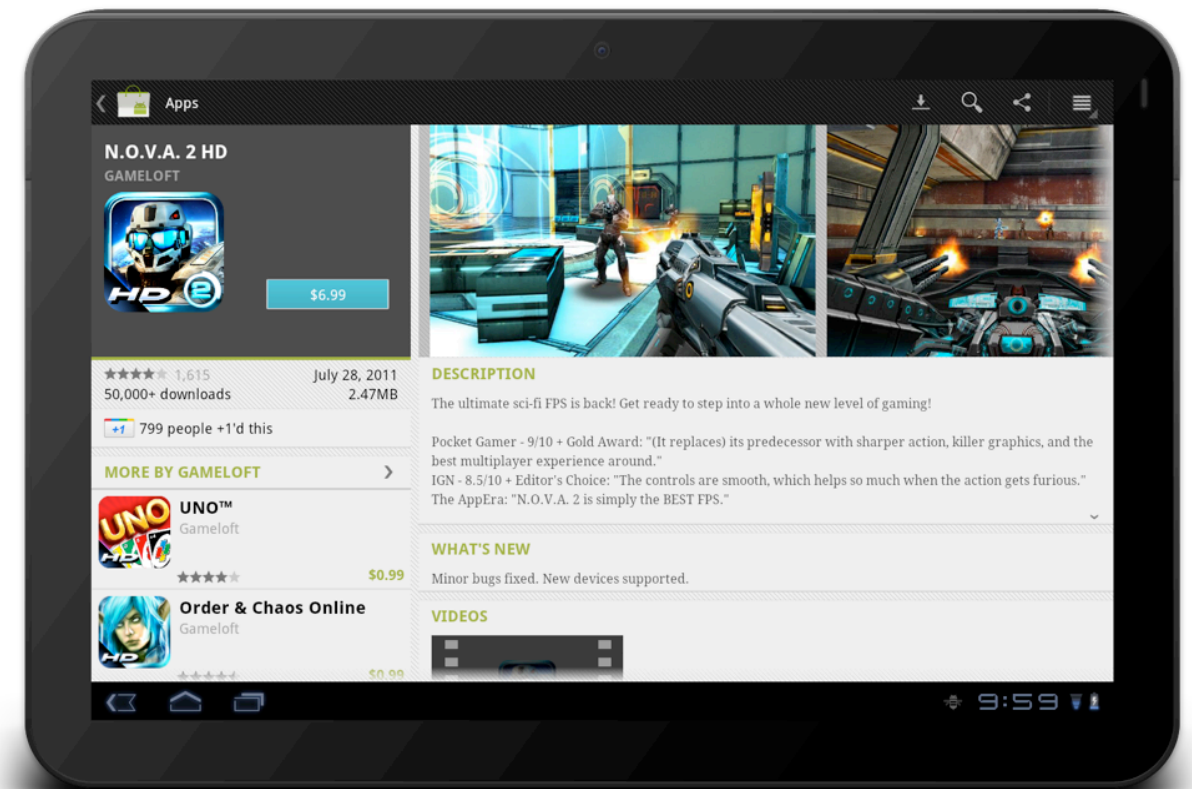 Apps
N.O.V.A. 2 HD
GAMELOFT
HD 2
$6.99
1,615
July 28, 2011
50,000+ downloads
2.47MB
+1 799 people +1'd this
MORE BY GAMELOFT
UNO
HD
UNO™
Gameloft
$0.99
HD
Order & Chaos Online
Gameloft
$0.99
DESCRIPTION
The ultimate sci-fi FPS is back! Get ready to step into a whole new level of gaming!
Pocket Gamer - 9/10 + Gold Award: "(It replaces) its predecessor with sharper action, killer graphics, and the
best multiplayer experience around."
IGN - 8.5/10 + Editor's Choice: "The controls are smooth, which helps so much when the action gets furious."
The AppEra: "N.O.V.A. 2 is simply the BEST FPS."
WHAT'S NEW
Minor bugs fixed. New devices supported.
VIDEOS
9:59